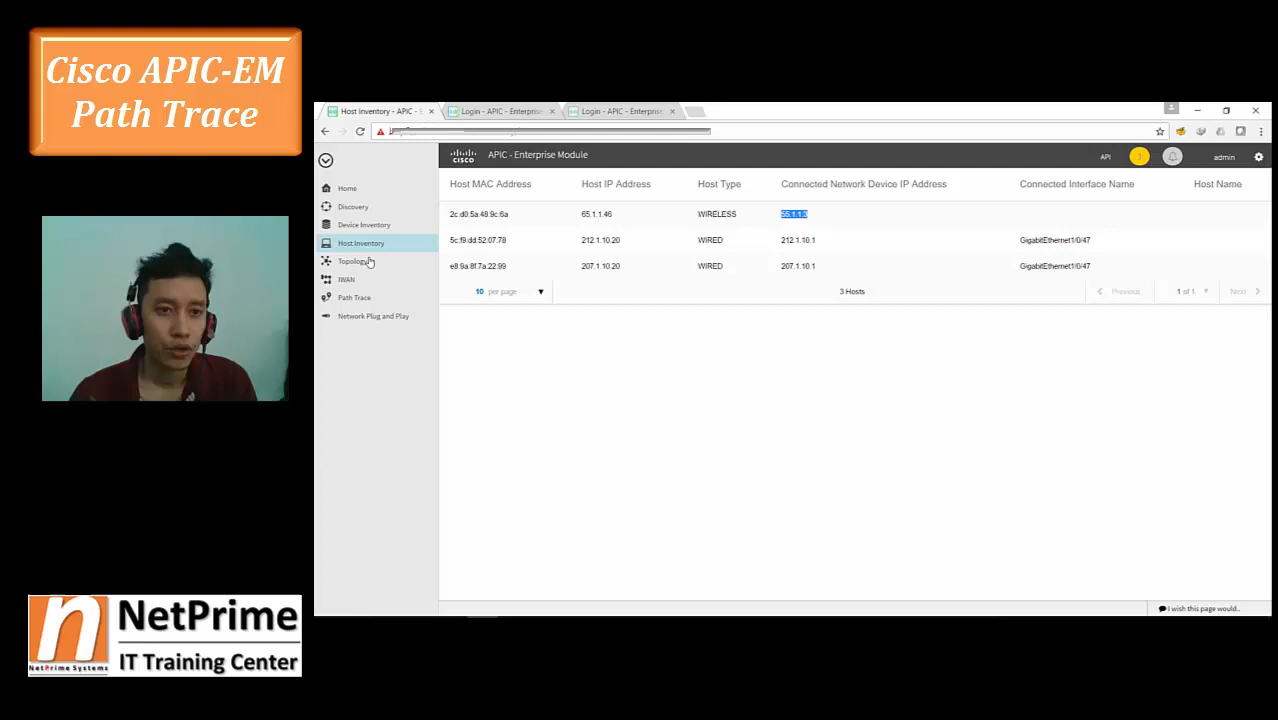 Cisco APIC-EM
Path Trace
Host Inventory - APIC - E
Login - APIC - Enterprise
Login - APIC - Enterprise
CISCO
APIC - Enterprise Module
API
admin
Home
Discovery
Device Inventory
Host Inventory
Topology
IWAN
Path Trace
Network Plug and Play
Host MAC Address Host IP Address Host Type Connected Network Device IP Address Connected Interface Name Host Name
2c:d0:5a:48:9c:6a 65.1.1.46 WIRELESS 55.1.1.3
5c:f9:dd:52:07:78 212.1.10.20 WIRED 212.1.10.1 GigabitEthernet1/0/47
e8:9a:8f:7a:22:99 207.1.10.20 WIRED 207.1.10.1 GigabitEthernet1/0/47
10 per page 3 Hosts Previous 1 of 1 Next
I wish this page would..
n
NetPrime Systems
NetPrime
IT Training Center